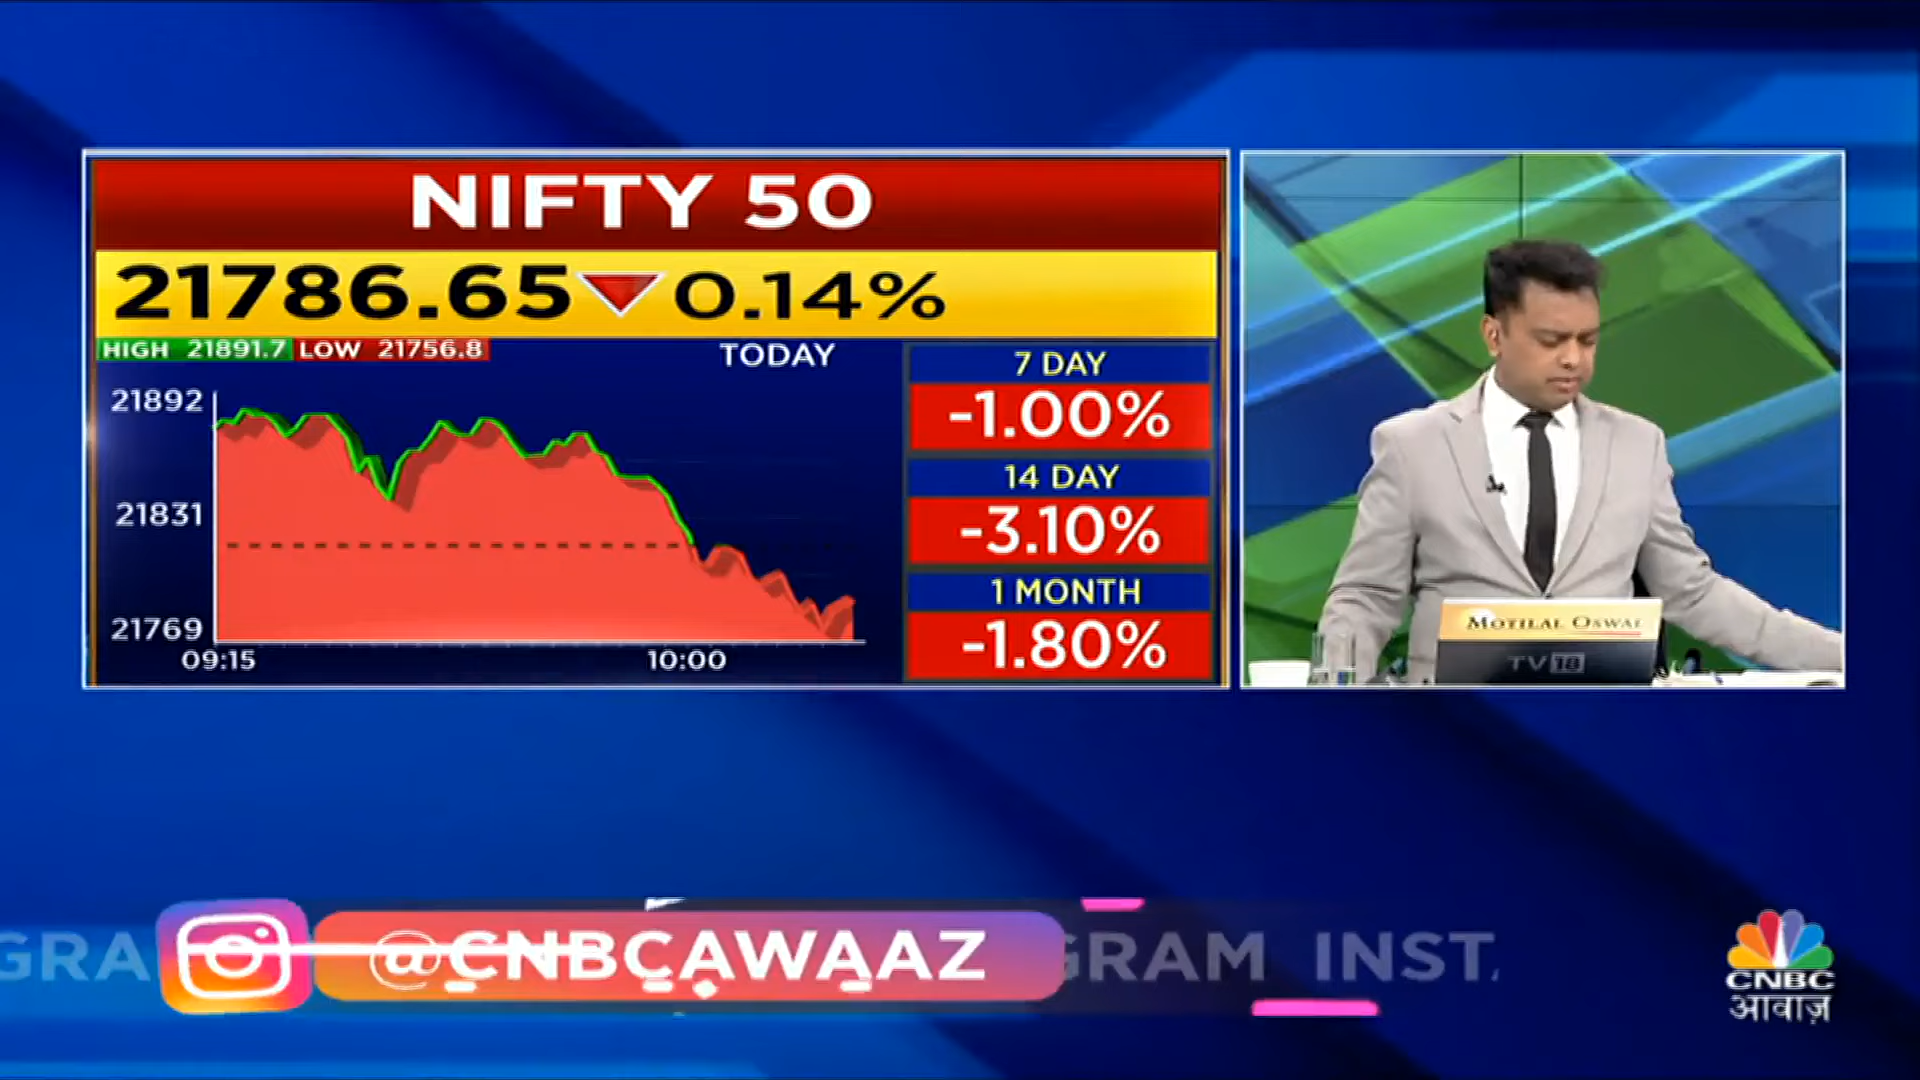 NIFTY 50
21786.65 0.14%
HIGH 21891.7 LOW 21756.8
TODAY
21892
21831
21769
09:15 10:00
7 DAY
-1.00%
14 DAY
-3.10%
1 MONTH
-1.80%
MOTILAL OSWAL
TV18
GRA @CNBCAWAAZ GRAM INST
CNBC
आवाज़